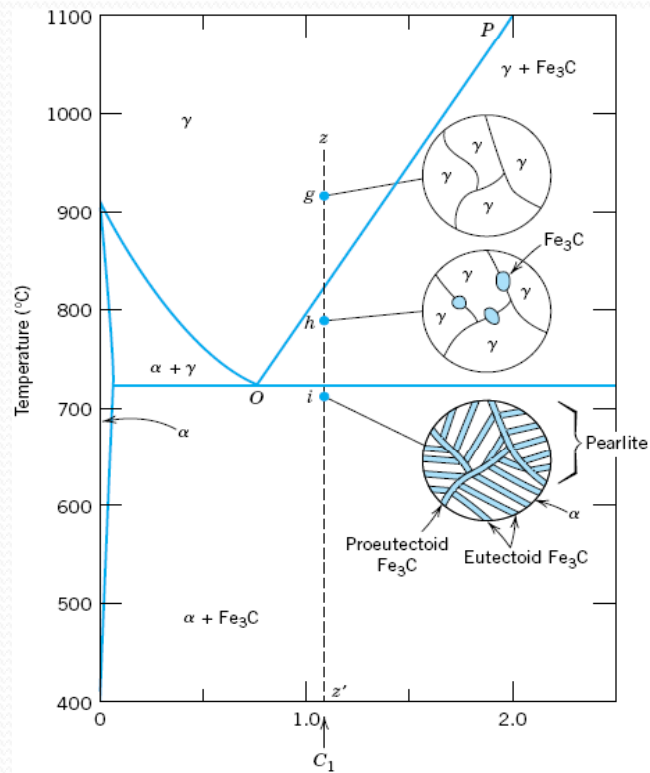 1100
P
γ + Fe₃C
1000
γ
z
γ
γ
γ
g
γ
900
Fe₃C
γ
γ
800
h
γ
γ
Temperature (°C)
α + γ
O
i
700
α
Pearlite
600
α
Proeutectoid
Fe₃C
Eutectoid Fe₃C
500
α + Fe₃C
400
z′
0
1.0
2.0
C₁